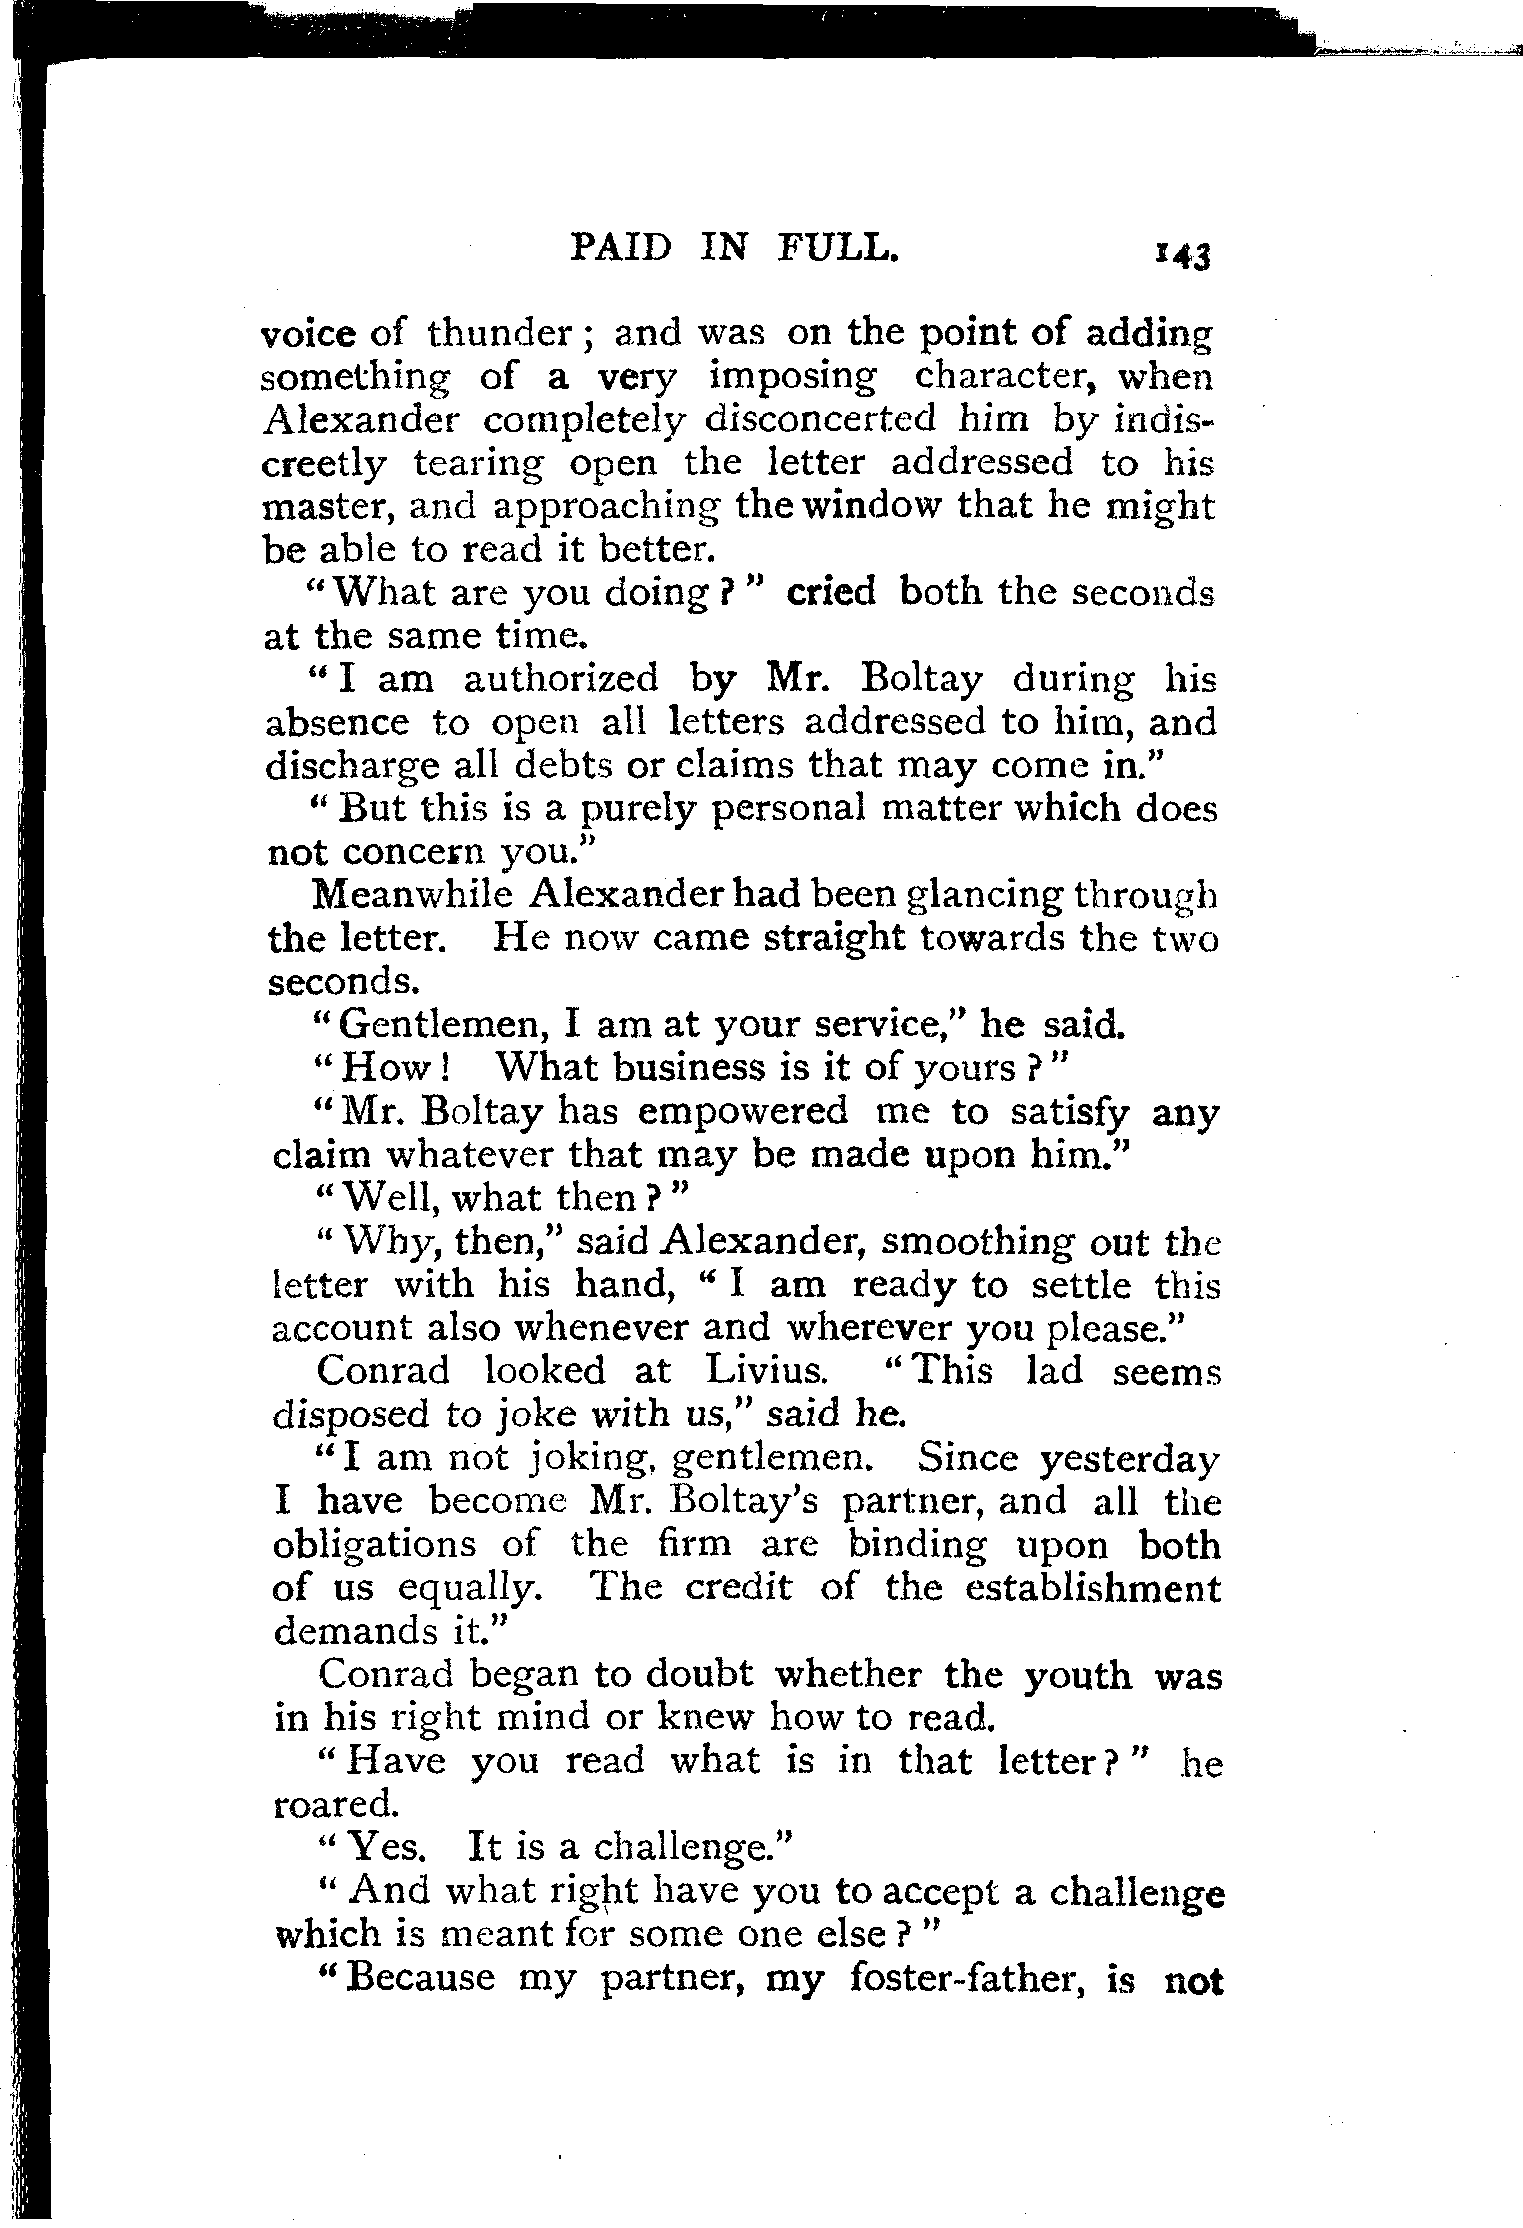 PAID IN FULL. 143
voice of thunder; and was on the point of adding
something of a very imposing character, when
Alexander completely disconcerted him by indis-
creetly tearing open the letter addressed to his
master, and approaching the window that he might
be able to read it better.
"What are you doing?" cried both the seconds
at the same time.
"I am authorized by Mr. Boltay during his
absence to open all letters addressed to him, and
discharge all debts or claims that may come in."
"But this is a purely personal matter which does
not concern you."
Meanwhile Alexander had been glancing through
the letter. He now came straight towards the two
seconds.
"Gentlemen, I am at your service," he said.
"How! What business is it of yours?"
"Mr. Boltay has empowered me to satisfy any
claim whatever that may be made upon him."
"Well, what then?"
"Why, then," said Alexander, smoothing out the
letter with his hand, "I am ready to settle this
account also whenever and wherever you please."
Conrad looked at Livius. "This lad seems
disposed to joke with us," said he.
"I am not joking, gentlemen. Since yesterday
I have become Mr. Boltay's partner, and all the
obligations of the firm are binding upon both
of us equally. The credit of the establishment
demands it."
Conrad began to doubt whether the youth was
in his right mind or knew how to read.
"Have you read what is in that letter?" he
roared.
"Yes. It is a challenge."
"And what right have you to accept a challenge
which is meant for some one else?"
"Because my partner, my foster-father, is not